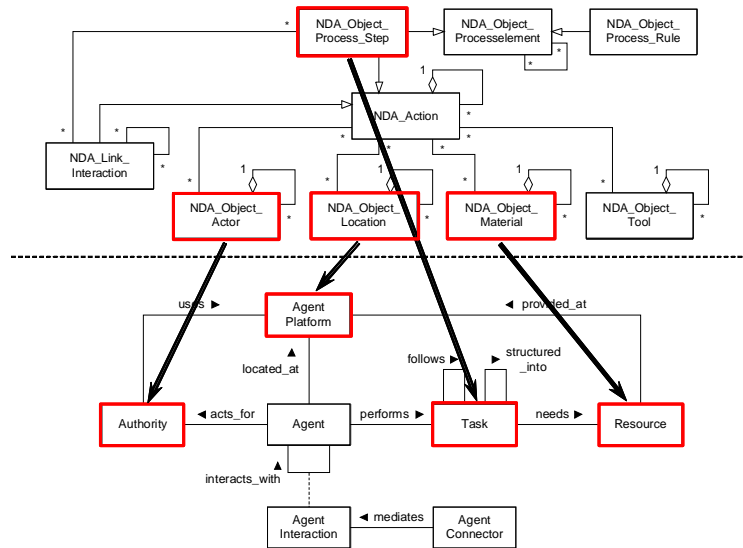 NDA_Object_
Process_Step
NDA_Object_
Processelement
NDA_Object_
Process_Rule
*
*
*
*
1
NDA_Action
*
*
*
*
*
*
*
*
*
NDA_Link_
Interaction
*
1
1
1
1
*
*
*
*
NDA_Object_
Actor
*
NDA_Object_
Location
*
NDA_Object_
Material
*
NDA_Object_
Tool
*
uses ►
Agent
Platform
◄ provided_at
located_at
▲
follows
►
►
structured
_into
Authority
◄ acts_for
Agent
performs ►
Task
needs ►
Resource
interacts_with
▲
Agent
Interaction
◄ mediates
Agent
Connector